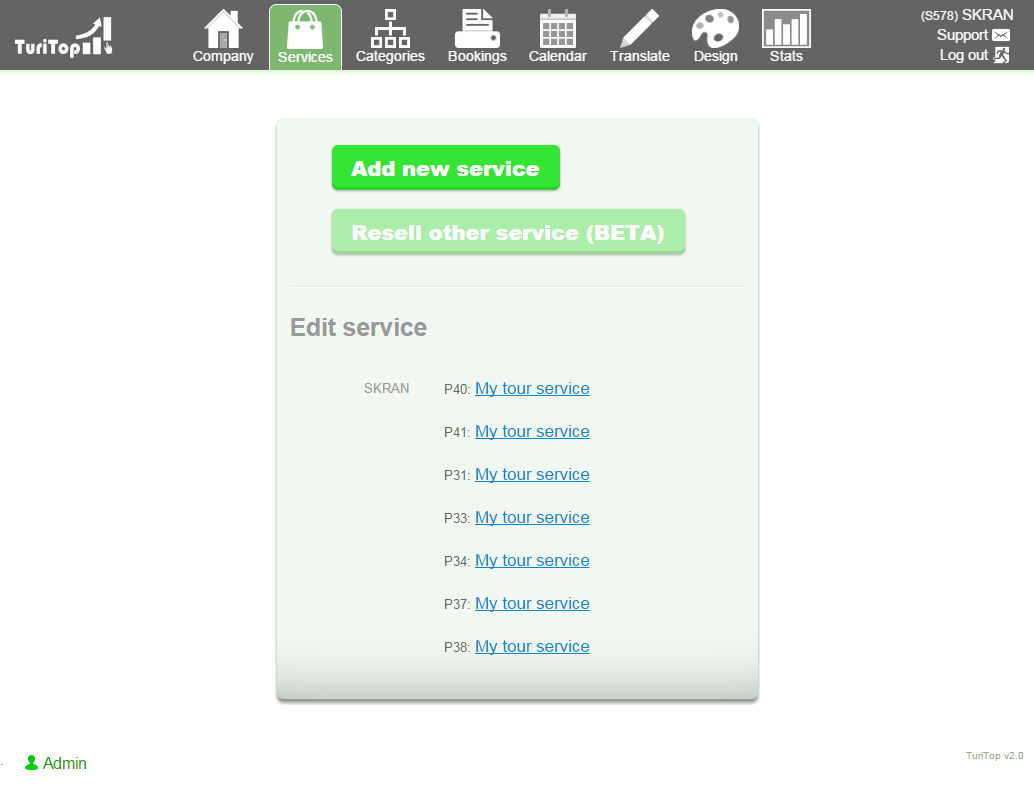 TuriTop
Company
Services
Categories
Bookings
Calendar
Translate
Design
Stats
(S578) SKRAN
Support
Log out
Add new service
Resell other service (BETA)
Edit service
SKRAN
P40: My tour service
P41: My tour service
P31: My tour service
P33: My tour service
P34: My tour service
P37: My tour service
P38: My tour service
Admin
TuriTop v2.0